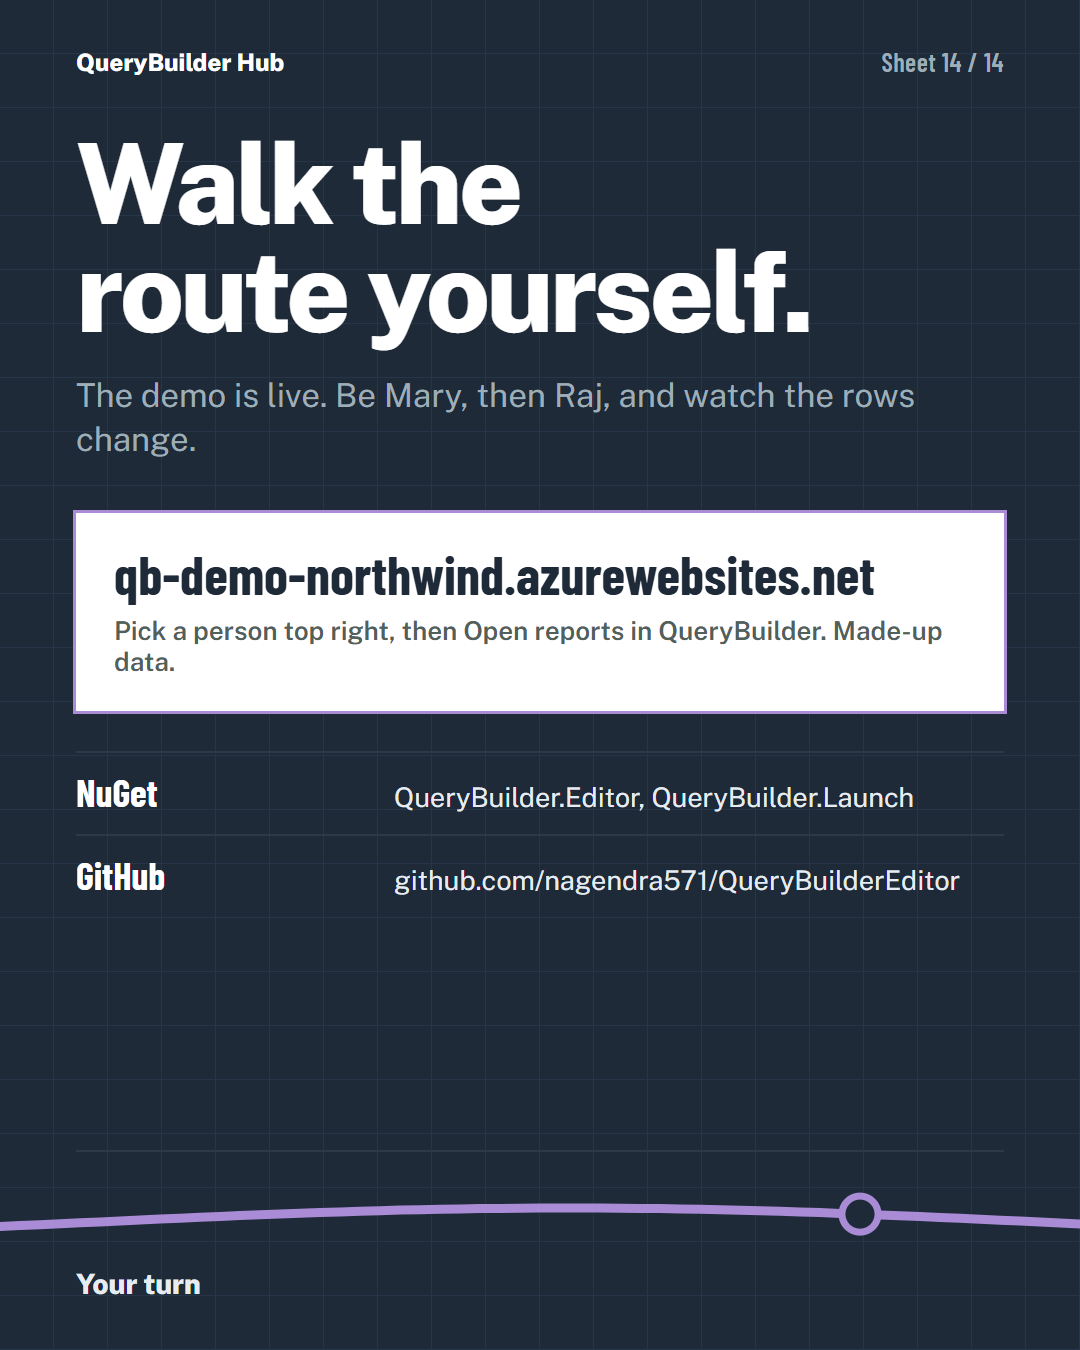 QueryBuilder Hub
Sheet 14 / 14
Walk the
route yourself.
The demo is live. Be Mary, then Raj, and watch the rows
change.
qb-demo-northwind.azurewebsites.net
Pick a person top right, then Open reports in QueryBuilder. Made-up
data.
NuGet
QueryBuilder.Editor, QueryBuilder.Launch
GitHub
github.com/nagendra571/QueryBuilderEditor
Your turn